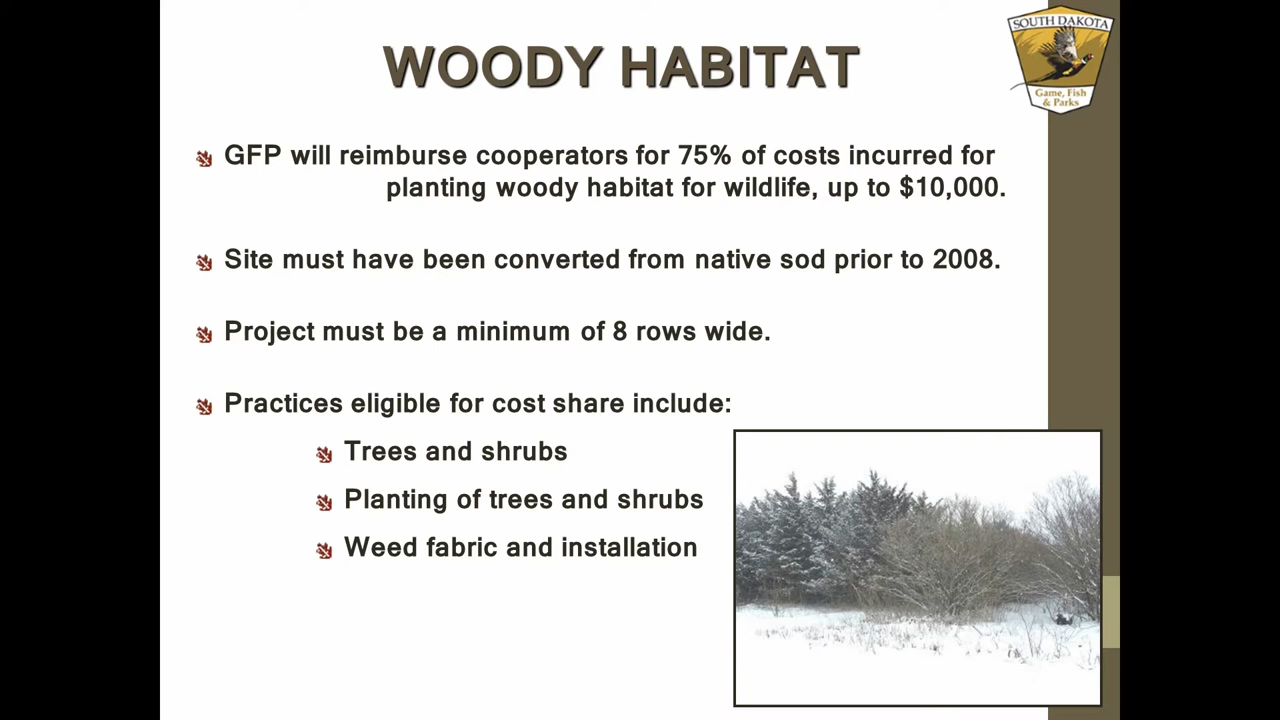 WOODY HABITAT
SOUTH DAKOTA
Game, Fish
& Parks
GFP will reimburse cooperators for 75% of costs incurred for
planting woody habitat for wildlife, up to $10,000.
Site must have been converted from native sod prior to 2008.
Project must be a minimum of 8 rows wide.
Practices eligible for cost share include:
Trees and shrubs
Planting of trees and shrubs
Weed fabric and installation